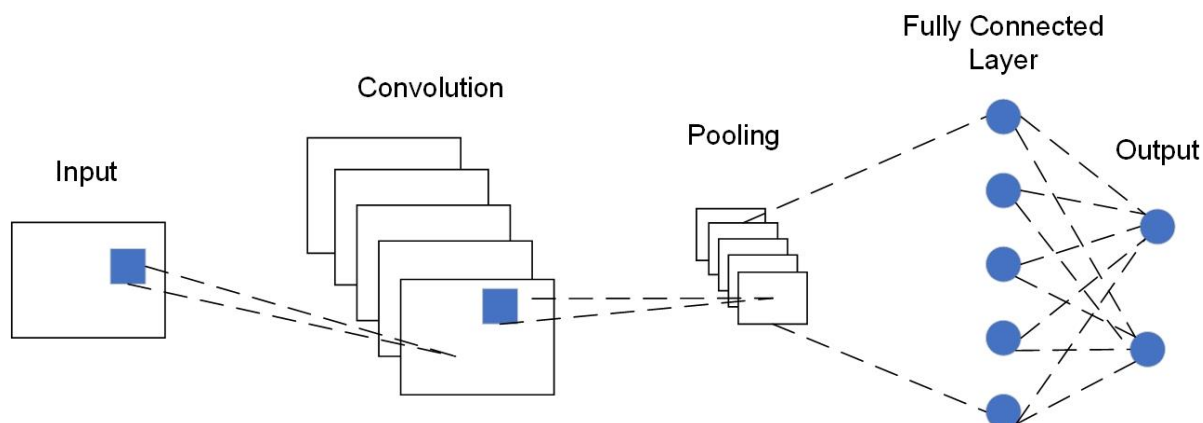 Input
Convolution
Pooling
Fully Connected
Layer
Output